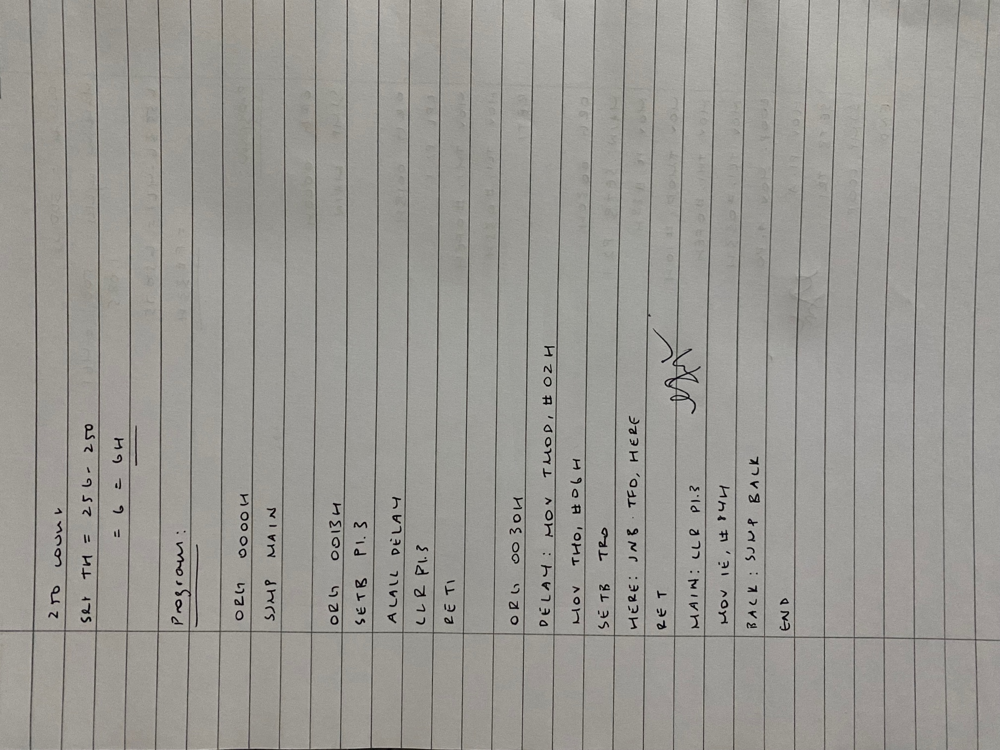 250 count
SRt TH = 256 - 250
= 6 = 6H
Program:
ORG 0000H
SJMP MAIN
ORG 0013H
SETB P1.3
ACALL DELAY
CLR P1.3
RETI
ORG 0030H
DELAY: MOV TMOD, #02H
MOV TH0, #06H
SETB TR0
HERE: JNB TF0, HERE
RET
MAIN: CLR P1.3
MOV IE, #84H
BACK: SJMP BACK
END